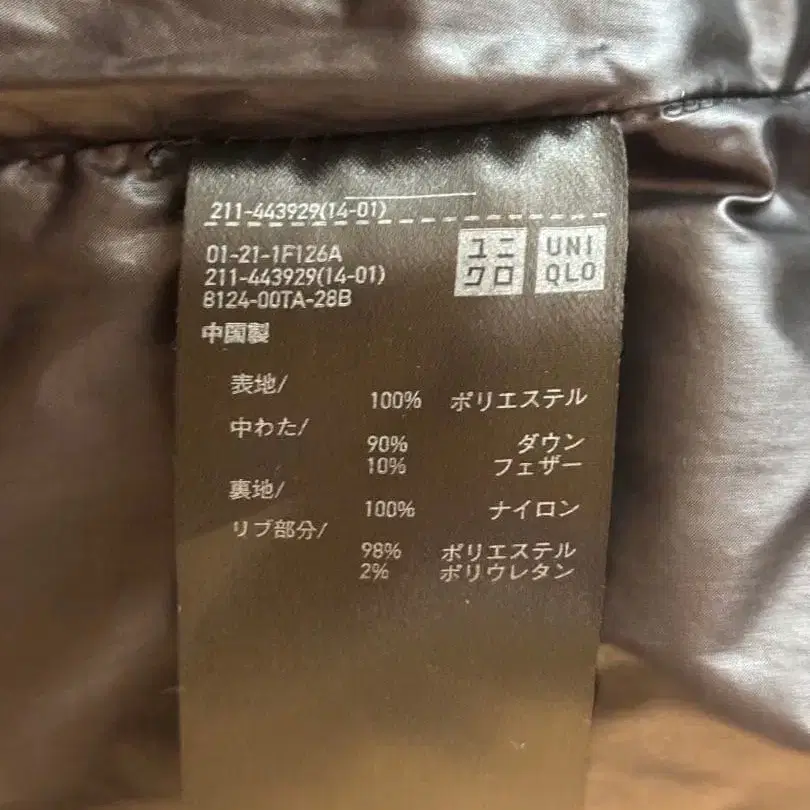 211-443929(14-01)
01-21-1F126A
211-443929(14-01)
8124-00TA-28B
中国製
ユニ
クロ
UNI
QLO
表地/
100% ポリエステル
中わた/
90% ダウン
10% フェザー
裏地/
100% ナイロン
リブ部分/
98% ポリエステル
2% ポリウレタン